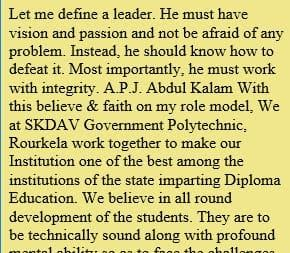 Let me define a leader. He must have
vision and passion and not be afraid of any
problem. Instead, he should know how to
defeat it. Most importantly, he must work
with integrity. A.P.J. Abdul Kalam With
this believe & faith on my role model, We
at SKDAV Government Polytechnic,
Rourkela work together to make our
Institution one of the best among the
institutions of the state imparting Diploma
Education. We believe in all round
development of the students. They are to
be technically sound along with profound
mental ability so as to face the challenges